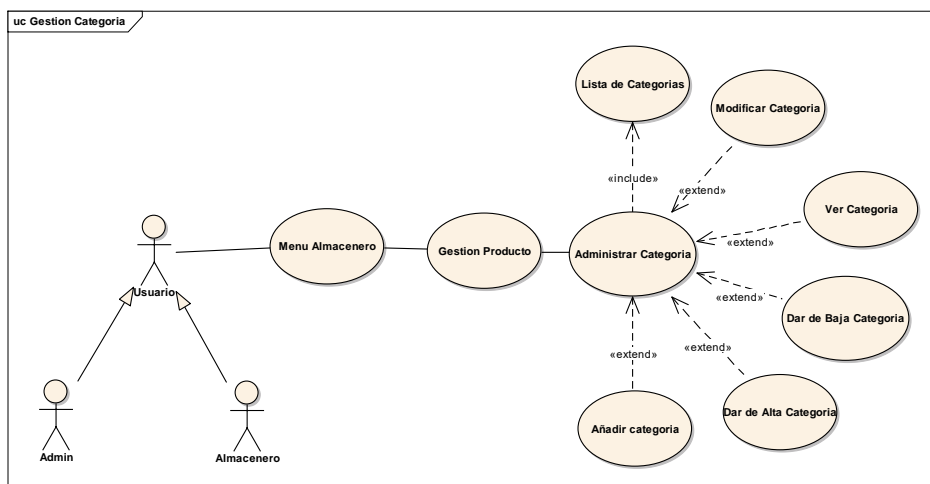 uc Gestion Categoria
Lista de Categorias
Modificar Categoria
«include»
«extend»
Ver Categoria
«extend»
Menu Almacenero
Gestion Producto
Administrar Categoria
Usuario
«extend»
Dar de Baja Categoria
«extend»
«extend»
Añadir categoria
Dar de Alta Categoria
Admin
Almacenero